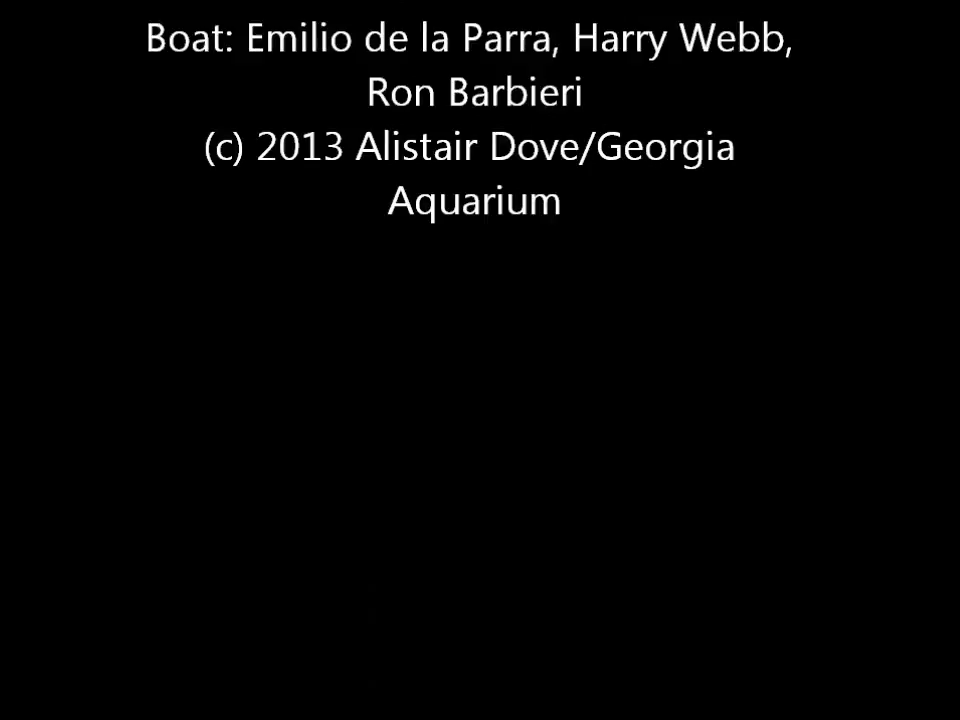 Boat: Emilio de la Parra, Harry Webb,
Ron Barbieri
(c) 2013 Alistair Dove/Georgia
Aquarium